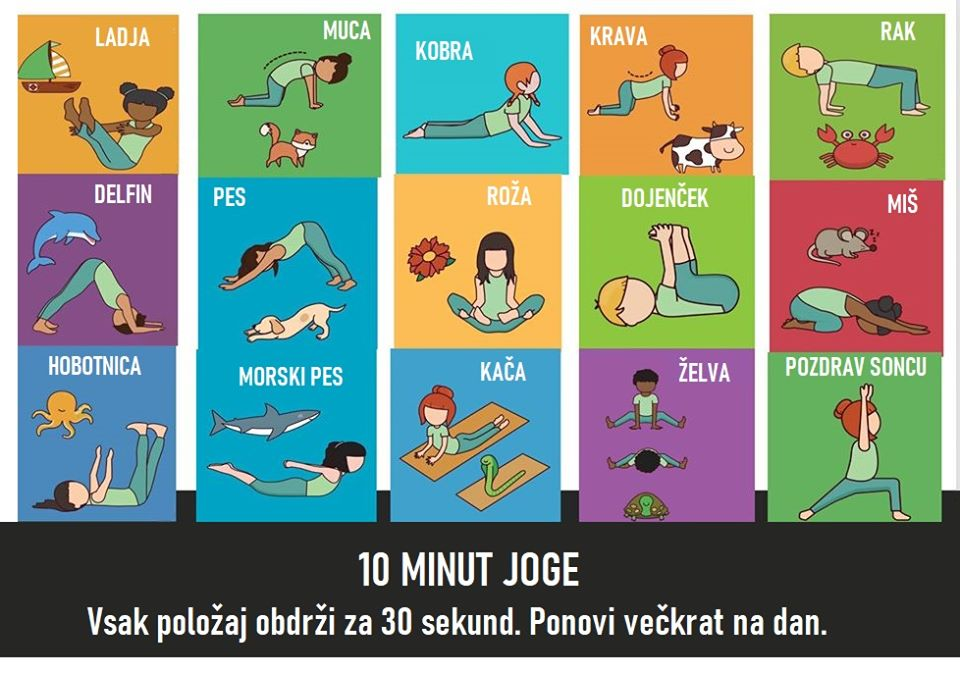 LADJA
MUCA
KOBRA
KRAVA
RAK
DELFIN
PES
ROŽA
DOJENČEK
MIŠ
HOBOTNICA
MORSKI PES
KAČA
ŽELVA
POZDRAV SONCU
10 MINUT JOGE
Vsak položaj obdrži za 30 sekund. Ponovi večkrat na dan.